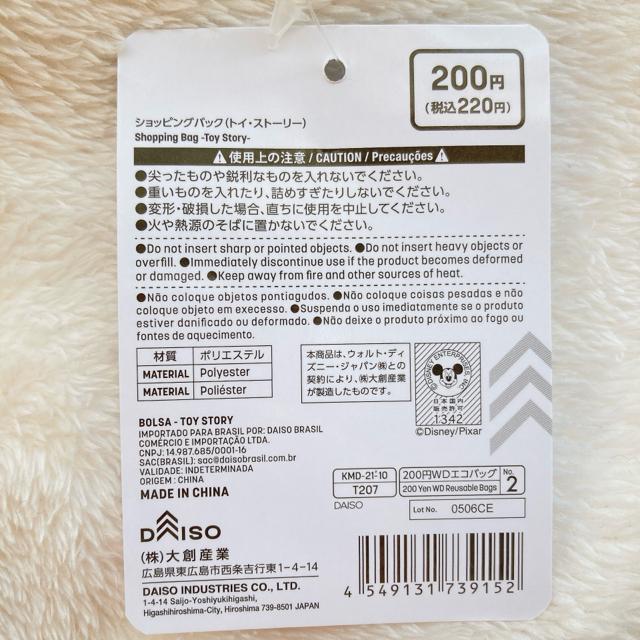 200円
(税込220円)
ショッピングバック(トイ・ストーリー)
Shopping Bag -Toy Story-
使用上の注意 / CAUTION / Precauções
●尖ったものや鋭利なものを入れないでください。
●重いものを入れたり、詰めすぎたりしないでください。
●変形・破損した場合、直ちに使用を中止してください。
●火や熱源のそばに置かないでください。
●Do not insert sharp or pointed objects. ●Do not insert heavy objects or
overfill. ●Immediately discontinue use if the product becomes deformed
or damaged. ●Keep away from fire and other sources of heat.
●Não coloque objetos pontiagudos. ●Não coloque coisas pesadas e não
coloque objeto em excesso. ●Suspenda o uso imediatamente se o produto
estiver danificado ou deformado. ●Não deixe o produto próximo ao fogo ou
fontes de aquecimento.
材質 ポリエステル
MATERIAL Polyester
MATERIAL Poliéster
本商品は、ウォルト・ディ
ズニー・ジャパン㈱との
契約により、㈱大創産業
が製造したものです。
DISNEY ENTERPRISES, INC.
日本国内
販売許可
1342
©Disney/Pixar
BOLSA - TOY STORY
IMPORTADO PARA BRASIL POR: DAISO BRASIL
COMÉRCIO E IMPORTAÇÃO LTDA.
CNPJ: 14.987.685/0001-16
SAC(BRASIL): sac@daisobrasil.com.br
VALIDADE: INDETERMINADA
ORIGEM : CHINA
MADE IN CHINA
KMD-21'-10
T207
DAISO
200円WDエコバッグ
200 Yen WD Reusable Bags
No.
2
Lot No. 0506CE
DAISO
(株)大創産業
広島県東広島市西条吉行東1-4-14
DAISO INDUSTRIES CO., LTD.
1-4-14 Saijo-Yoshiyukihigashi,
Higashihiroshima-City, Hiroshima 739-8501 JAPAN
4 549131 739152